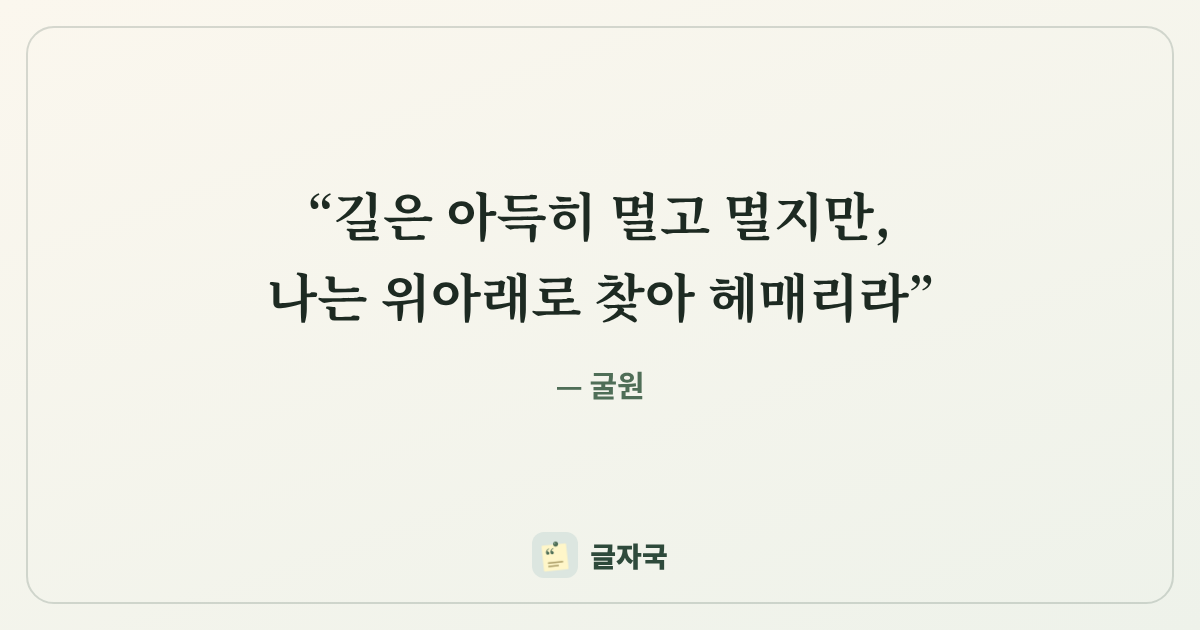 “길은 아득히 멀고 멀지만,
나는 위아래로 찾아 헤매리라”
— 굴원
글자국